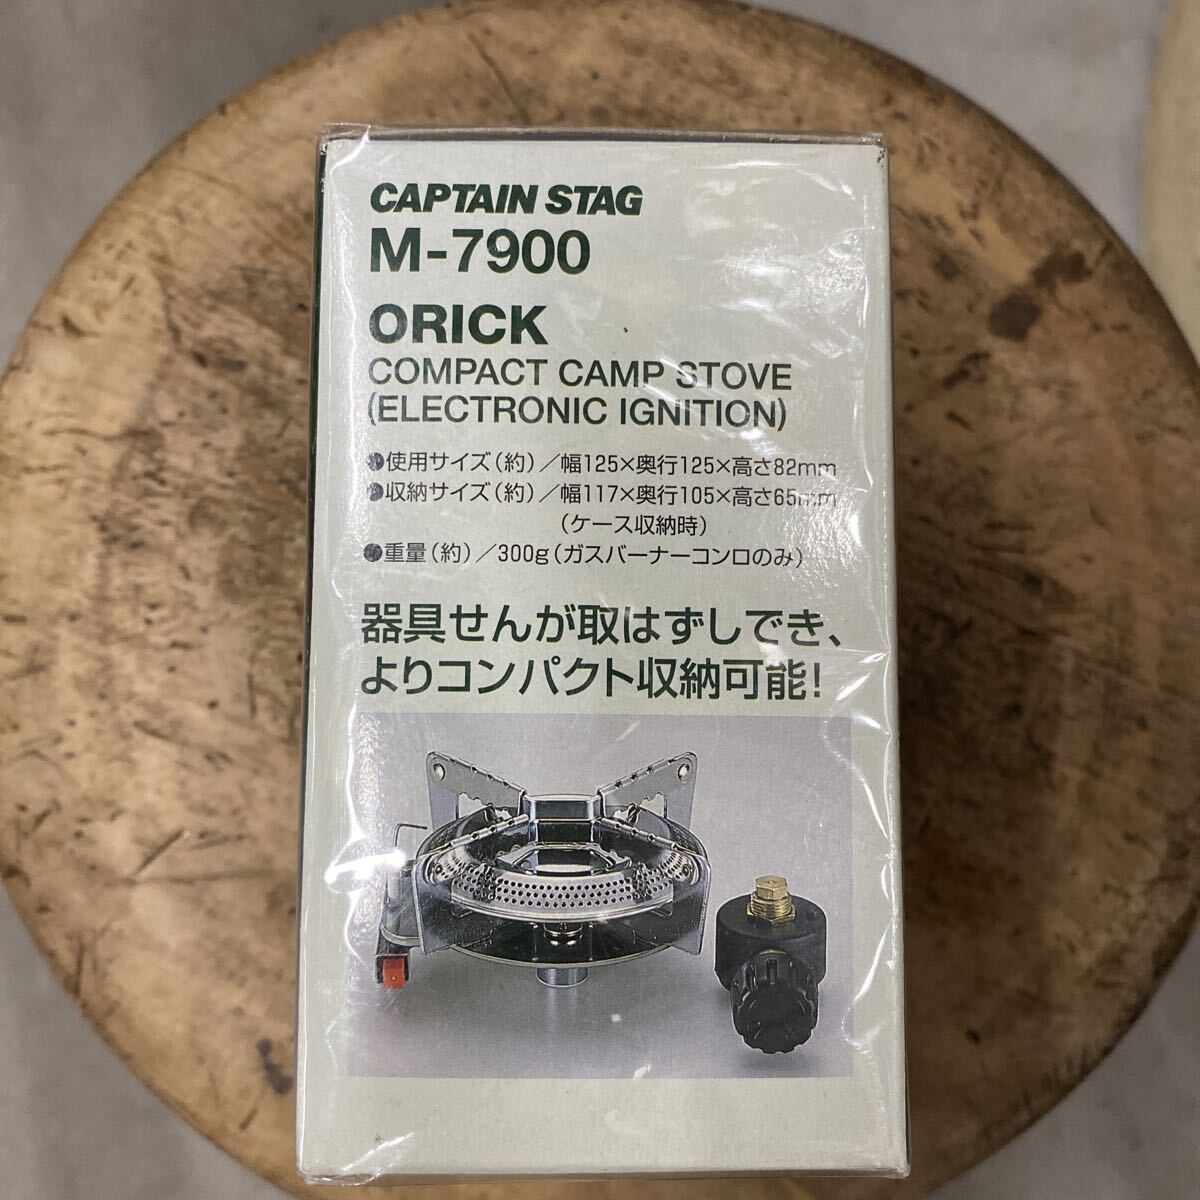 CAPTAIN STAG
M-7900
ORICK
COMPACT CAMP STOVE
(ELECTRONIC IGNITION)
●使用サイズ(約)/幅125×奥行125×高さ82mm
●収納サイズ(約)/幅117×奥行105×高さ65mm
(ケース収納時)
●重量(約)/300g(ガスバーナーコンロのみ)
器具せんが取はずしでき、
よりコンパクト収納可能!